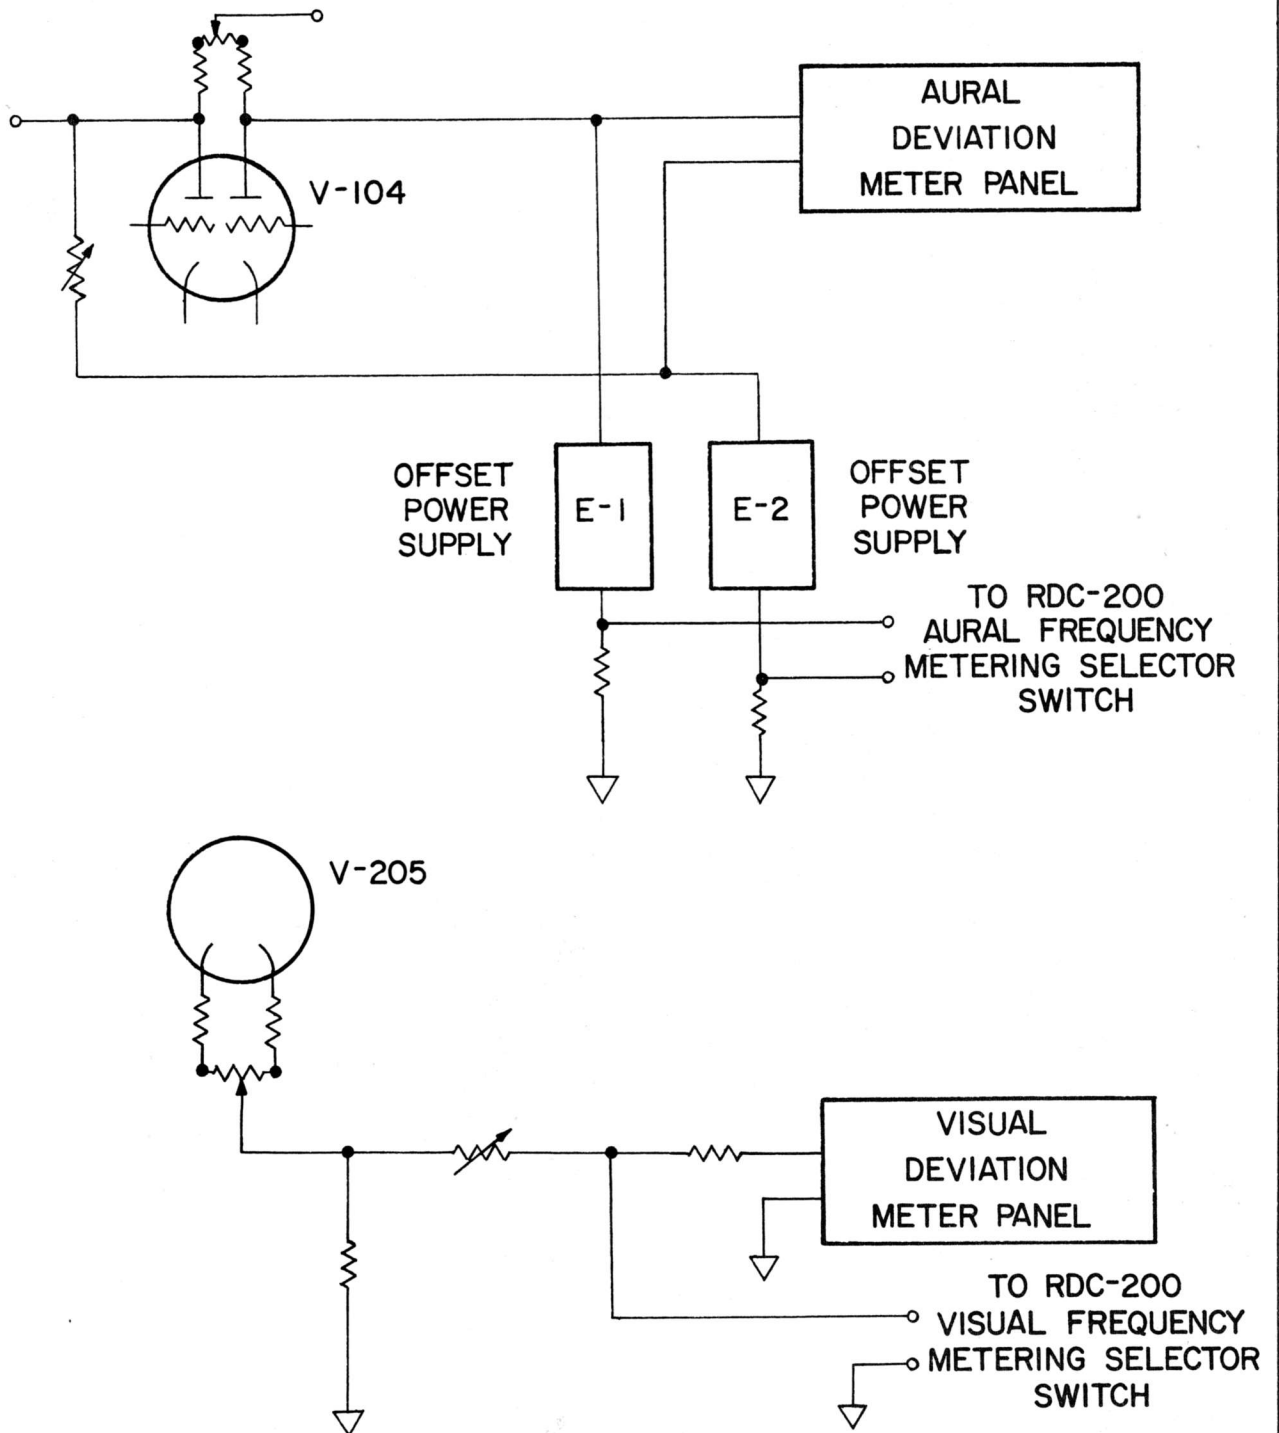 V-104
AURAL
DEVIATION
METER PANEL
OFFSET
POWER
SUPPLY
E-1
E-2
OFFSET
POWER
SUPPLY
TO RDC-200
AURAL FREQUENCY
METERING SELECTOR
SWITCH
V-205
VISUAL
DEVIATION
METER PANEL
TO RDC-200
VISUAL FREQUENCY
METERING SELECTOR
SWITCH